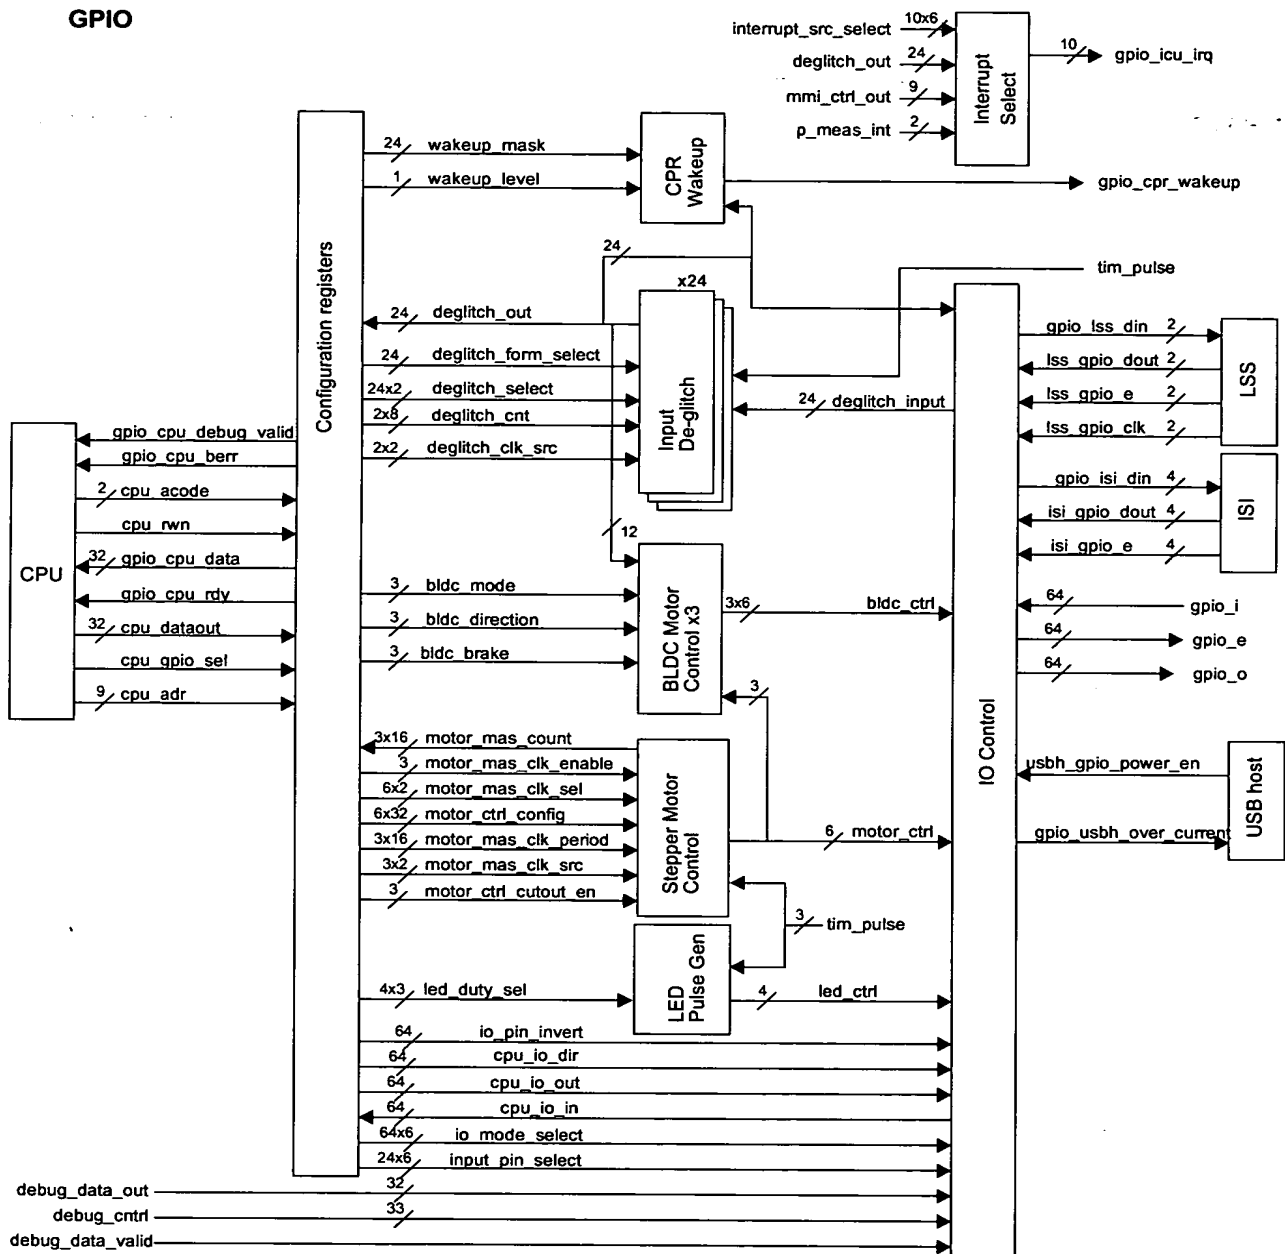 GPIO
interrupt_src_select 10x6
deglitch_out 24
mmi_ctrl_out 9
p_meas_int 2
Interrupt Select
10 gpio_icu_irq
Configuration registers
24 wakeup_mask
1 wakeup_level
CPR Wakeup
gpio_cpr_wakeup
24
tim_pulse
x24
24 deglitch_out
24 deglitch_form_select
24x2 deglitch_select
2x8 deglitch_cnt
2x2 deglitch_clk_src
Input De-glitch
24 deglitch_input
12
CPU
gpio_cpu_debug_valid
gpio_cpu_berr
2 cpu_acode
cpu_rwn
32 gpio_cpu_data
gpio_cpu_rdy
32 cpu_dataout
cpu_gpio_sel
9 cpu_adr
3 bldc_mode
3 bldc_direction
3 bldc_brake
BLDC Motor Control x3
3x6 bldc_ctrl
3
3x16 motor_mas_count
3 motor_mas_clk_enable
6x2 motor_mas_clk_sel
6x32 motor_ctrl_config
3x16 motor_mas_clk_period
3x2 motor_mas_clk_src
3 motor_ctrl_cutout_en
Stepper Motor Control
6 motor_ctrl
3 tim_pulse
4x3 led_duty_sel
LED Pulse Gen
4 led_ctrl
64 io_pin_invert
64 cpu_io_dir
64 cpu_io_out
64 cpu_io_in
64x6 io_mode_select
24x6 input_pin_select
debug_data_out 32
debug_cntrl 33
debug_data_valid
IO Control
gpio_lss_din 2
lss_gpio_dout 2
lss_gpio_e 2
lss_gpio_clk 2
LSS
gpio_isi_din 4
isi_gpio_dout 4
isi_gpio_e 4
ISI
64 gpio_i
64 gpio_e
64 gpio_o
usbh_gpio_power_en
gpio_usbh_over_current
USB host